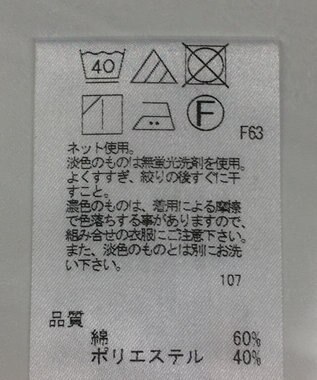 40
F
F63
ネット使用。
淡色のものは無蛍光洗剤を使用。
よくすすぎ、絞りの後すぐに干
すこと。
濃色のものは、着用による摩擦
で色落ちする事がありますので、
組み合せの衣服にご注意下さい。
また、淡色のものとは別にお洗
い下さい。
107
品質
綿 60%
ポリエステル 40%